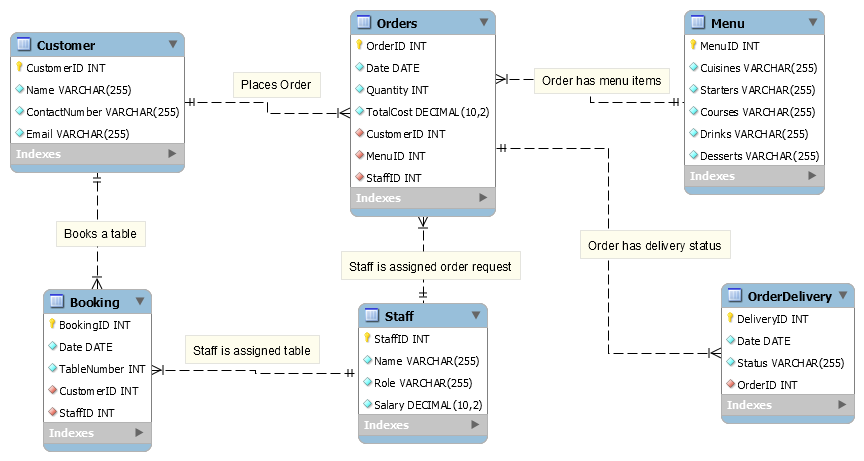 Customer
CustomerID INT
Name VARCHAR(255)
ContactNumber VARCHAR(255)
Email VARCHAR(255)
Indexes
Places Order
Orders
OrderID INT
Date DATE
Quantity INT
TotalCost DECIMAL(10,2)
CustomerID INT
MenuID INT
StaffID INT
Indexes
Order has menu items
Menu
MenuID INT
Cuisines VARCHAR(255)
Starters VARCHAR(255)
Courses VARCHAR(255)
Drinks VARCHAR(255)
Desserts VARCHAR(255)
Indexes
Books a table
Staff is assigned order request
Order has delivery status
Booking
BookingID INT
Date DATE
TableNumber INT
CustomerID INT
StaffID INT
Indexes
Staff is assigned table
Staff
StaffID INT
Name VARCHAR(255)
Role VARCHAR(255)
Salary DECIMAL(10,2)
Indexes
OrderDelivery
DeliveryID INT
Date DATE
Status VARCHAR(255)
OrderID INT
Indexes